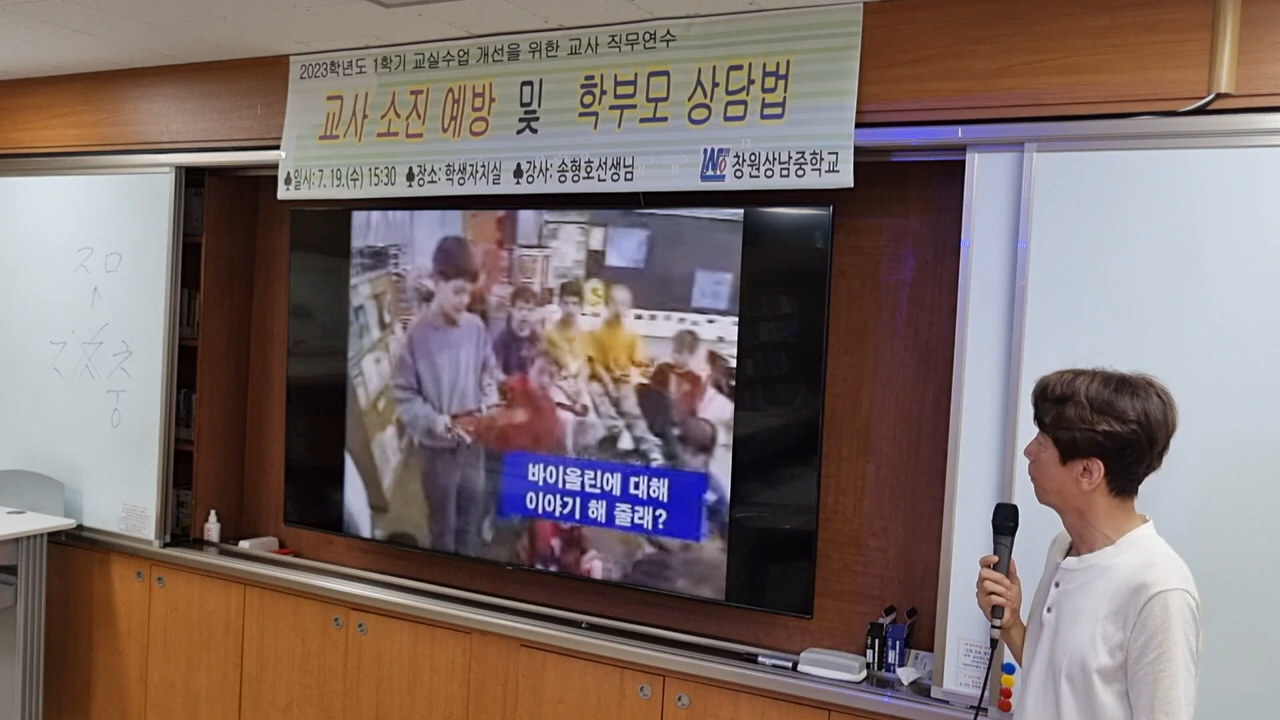 2023학년도 1학기 교실수업 개선을 위한 교사 직무연수
교사 소진 예방 및 학부모 상담법
♣일시: 7. 19.(수) 15:30 ♣장소: 학생자치실 ♣강사: 송형호선생님 창원상남중학교
바이올린에 대해
이야기 해 줄래?